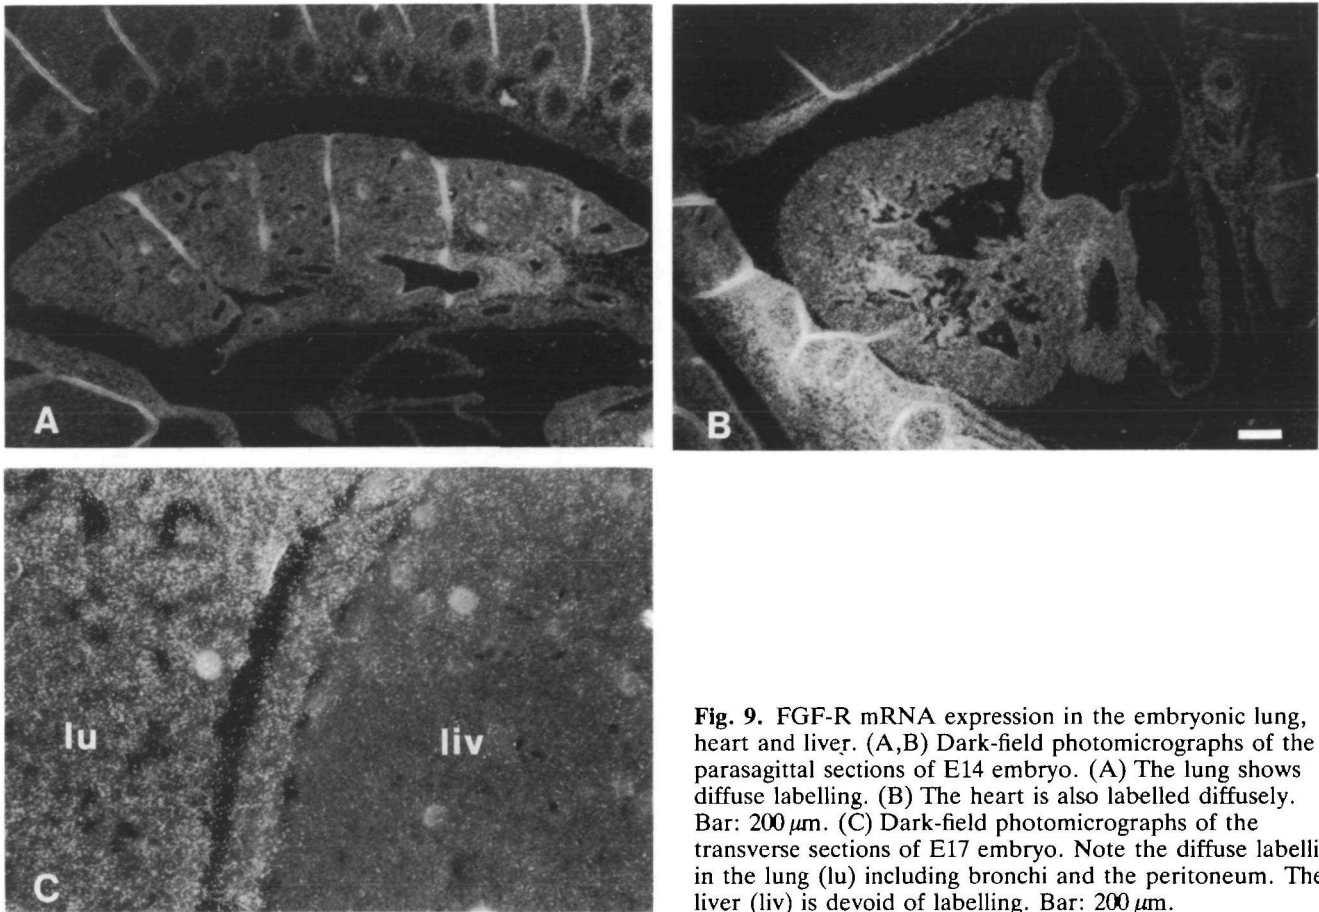 A
B
C
lu
liv
Fig. 9. FGF-R mRNA expression in the embryonic lung,
heart and liver. (A,B) Dark-field photomicrographs of the
parasagittal sections of E14 embryo. (A) The lung shows
diffuse labelling. (B) The heart is also labelled diffusely.
Bar: 200 μm. (C) Dark-field photomicrographs of the
transverse sections of E17 embryo. Note the diffuse labelli
in the lung (lu) including bronchi and the peritoneum. The
liver (liv) is devoid of labelling. Bar: 200 μm.